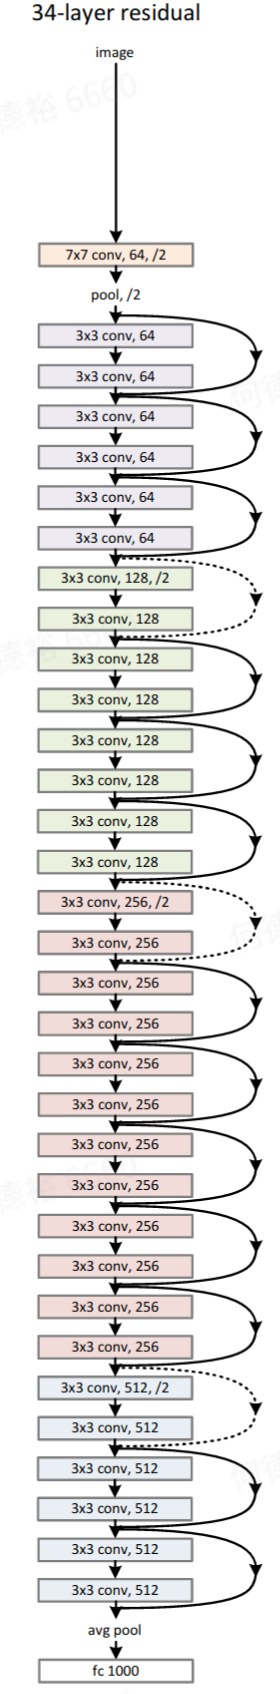 34-layer residual
image
7x7 conv, 64, /2
pool, /2
3x3 conv, 64
3x3 conv, 64
3x3 conv, 64
3x3 conv, 64
3x3 conv, 64
3x3 conv, 64
3x3 conv, 128, /2
3x3 conv, 128
3x3 conv, 128
3x3 conv, 128
3x3 conv, 128
3x3 conv, 128
3x3 conv, 128
3x3 conv, 128
3x3 conv, 256, /2
3x3 conv, 256
3x3 conv, 256
3x3 conv, 256
3x3 conv, 256
3x3 conv, 256
3x3 conv, 256
3x3 conv, 256
3x3 conv, 256
3x3 conv, 256
3x3 conv, 256
3x3 conv, 256
3x3 conv, 512, /2
3x3 conv, 512
3x3 conv, 512
3x3 conv, 512
3x3 conv, 512
3x3 conv, 512
avg pool
fc 1000